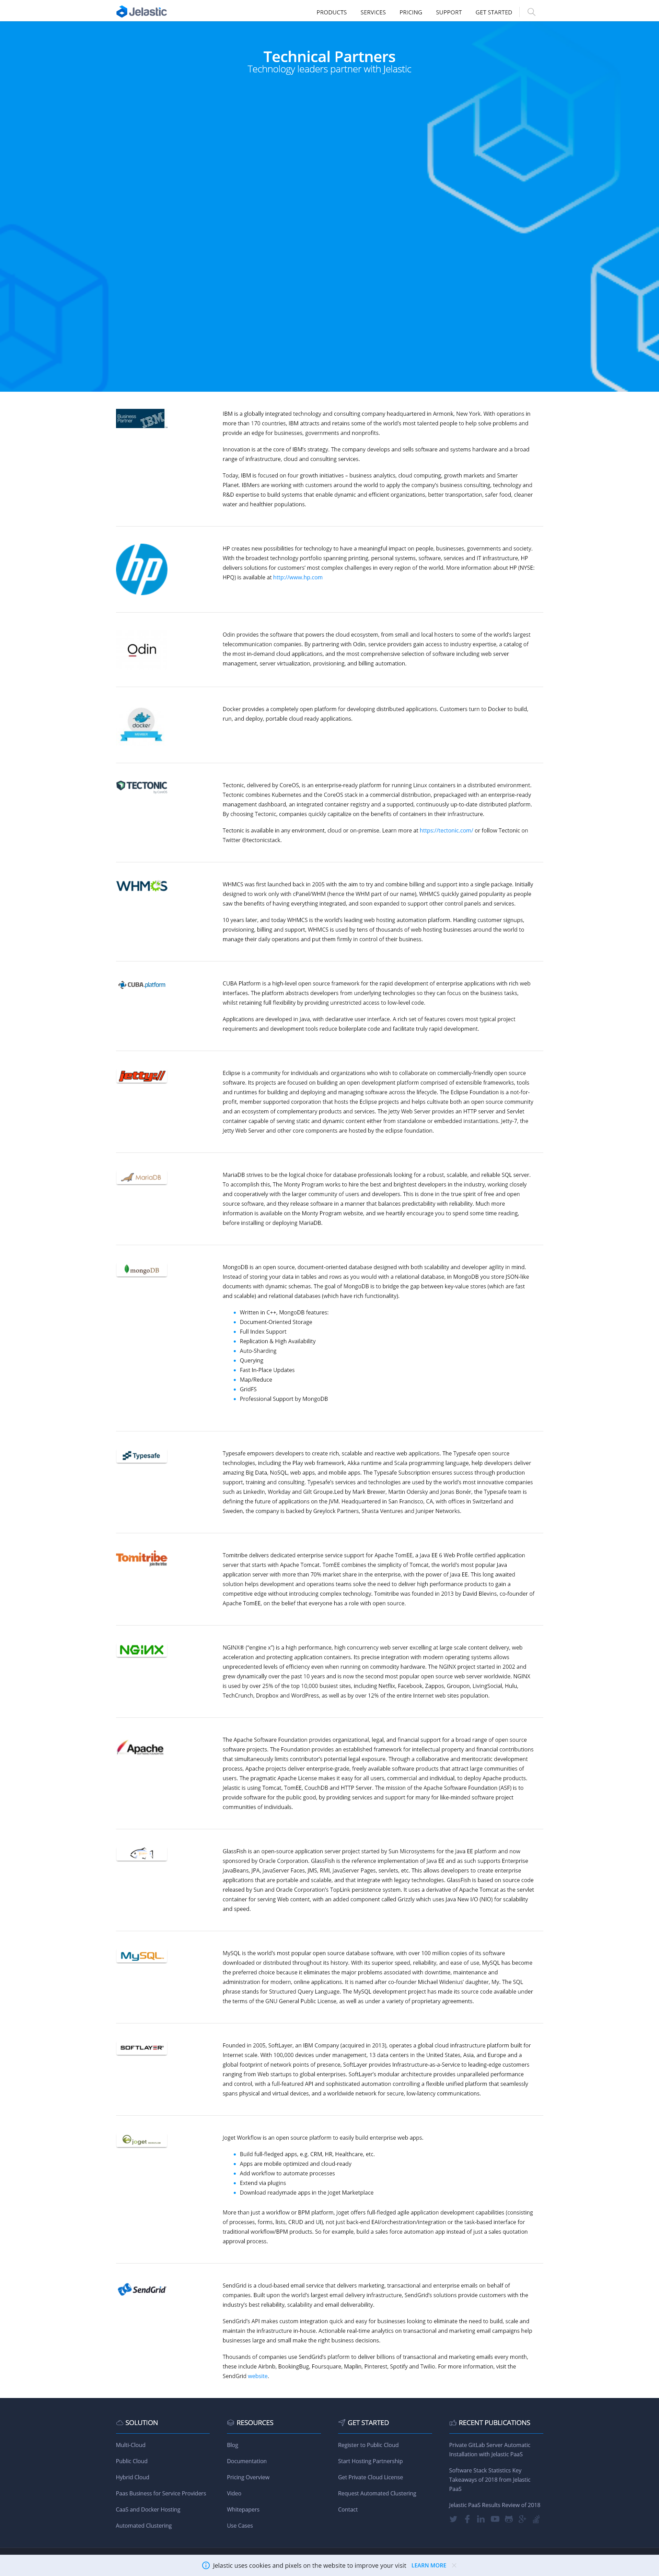 Jelastic
PRODUCTS SERVICES PRICING SUPPORT GET STARTED
Technical Partners
Technology leaders partner with Jelastic
Business Partner IBM
IBM is a globally integrated technology and consulting company headquartered in Armonk, New York. With operations in
more than 170 countries, IBM attracts and retains some of the world's most talented people to help solve problems and
provide an edge for businesses, governments and nonprofits.
Innovation is at the core of IBM's strategy. The company develops and sells software and systems hardware and a broad
range of infrastructure, cloud and consulting services.
Today, IBM is focused on four growth initiatives – business analytics, cloud computing, growth markets and Smarter
Planet. IBMers are working with customers around the world to apply the company's business consulting, technology and
R&D expertise to build systems that enable dynamic and efficient organizations, better transportation, safer food, cleaner
water and healthier populations.
hp
HP creates new possibilities for technology to have a meaningful impact on people, businesses, governments and society.
With the broadest technology portfolio spanning printing, personal systems, software, services and IT infrastructure, HP
delivers solutions for customers' most complex challenges in every region of the world. More information about HP (NYSE:
HPQ) is available at http://www.hp.com
Odin
Odin provides the software that powers the cloud ecosystem, from small and local hosters to some of the world's largest
telecommunication companies. By partnering with Odin, service providers gain access to industry expertise, a catalog of
the most in-demand cloud applications, and the most comprehensive selection of software including web server
management, server virtualization, provisioning, and billing automation.
docker
Docker provides a completely open platform for developing distributed applications. Customers turn to Docker to build,
run, and deploy, portable cloud ready applications.
TECTONIC
Tectonic, delivered by CoreOS, is an enterprise-ready platform for running Linux containers in a distributed environment.
Tectonic combines Kubernetes and the CoreOS stack in a commercial distribution, prepackaged with an enterprise-ready
management dashboard, an integrated container registry and a supported, continuously up-to-date distributed platform.
By choosing Tectonic, companies quickly capitalize on the benefits of containers in their infrastructure.
Tectonic is available in any environment, cloud or on-premise. Learn more at https://tectonic.com/ or follow Tectonic on
Twitter @tectonicstack.
WHMCS
WHMCS was first launched back in 2005 with the aim to try and combine billing and support into a single package. Initially
designed to work only with cPanel/WHM (hence the WHM part of our name), WHMCS quickly gained popularity as people
saw the benefits of having everything integrated, and soon expanded to support other control panels and services.
10 years later, and today WHMCS is the world's leading web hosting automation platform. Handling customer signups,
provisioning, billing and support, WHMCS is used by tens of thousands of web hosting businesses around the world to
manage their daily operations and put them firmly in control of their business.
CUBA.platform
CUBA Platform is a high-level open source framework for the rapid development of enterprise applications with rich web
interfaces. The platform abstracts developers from underlying technologies so they can focus on the business tasks,
whilst retaining full flexibility by providing unrestricted access to low-level code.
Applications are developed in Java, with declarative user interface. A rich set of features covers most typical project
requirements and development tools reduce boilerplate code and facilitate truly rapid development.
jetty://
Eclipse is a community for individuals and organizations who wish to collaborate on commercially-friendly open source
software. Its projects are focused on building an open development platform comprised of extensible frameworks, tools
and runtimes for building and deploying and managing software across the lifecycle. The Eclipse Foundation is a not-for-
profit, member supported corporation that hosts the Eclipse projects and helps cultivate both an open source community
and an ecosystem of complementary products and services. The Jetty Web Server provides an HTTP server and Servlet
container capable of serving static and dynamic content either from standalone or embedded instantiations. Jetty-7, the
Jetty Web Server and other core components are hosted by the eclipse foundation.
MariaDB
MariaDB strives to be the logical choice for database professionals looking for a robust, scalable, and reliable SQL server.
To accomplish this, The Monty Program works to hire the best and brightest developers in the industry, working closely
and cooperatively with the larger community of users and developers. This is done in the true spirit of free and open
source software, and they release software in a manner that balances predictability with reliability. Much more
information is available on the Monty Program website, and we heartily encourage you to spend some time reading,
before installing or deploying MariaDB.
mongoDB
MongoDB is an open source, document-oriented database designed with both scalability and developer agility in mind.
Instead of storing your data in tables and rows as you would with a relational database, in MongoDB you store JSON-like
documents with dynamic schemas. The goal of MongoDB is to bridge the gap between key-value stores (which are fast
and scalable) and relational databases (which have rich functionality).
Written in C++, MongoDB features:
Document-Oriented Storage
Full Index Support
Replication & High Availability
Auto-Sharding
Querying
Fast In-Place Updates
Map/Reduce
GridFS
Professional Support by MongoDB
Typesafe
Typesafe empowers developers to create rich, scalable and reactive web applications. The Typesafe open source
technologies, including the Play web framework, Akka runtime and Scala programming language, help developers deliver
amazing Big Data, NoSQL, web apps, and mobile apps. The Typesafe Subscription ensures success through production
support, training and consulting. Typesafe's services and technologies are used by the world's most innovative companies
such as LinkedIn, Workday and Gilt Groupe.Led by Mark Brewer, Martin Odersky and Jonas Bonér, the Typesafe team is
defining the future of applications on the JVM. Headquartered in San Francisco, CA, with offices in Switzerland and
Sweden, the company is backed by Greylock Partners, Shasta Ventures and Juniper Networks.
Tomitribe
Tomitribe delivers dedicated enterprise service support for Apache TomEE, a Java EE 6 Web Profile certified application
server that starts with Apache Tomcat. TomEE combines the simplicity of Tomcat, the world's most popular Java
application server with more than 70% market share in the enterprise, with the power of Java EE. This long awaited
solution helps development and operations teams solve the need to deliver high performance products to gain a
competitive edge without introducing complex technology. Tomitribe was founded in 2013 by David Blevins, co-founder of
Apache TomEE, on the belief that everyone has a role with open source.
NGINX
NGINX® ("engine x") is a high performance, high concurrency web server excelling at large scale content delivery, web
acceleration and protecting application containers. Its precise integration with modern operating systems allows
unprecedented levels of efficiency even when running on commodity hardware. The NGINX project started in 2002 and
grew dynamically over the past 10 years and is now the second most popular open source web server worldwide. NGINX
is used by over 25% of the top 10,000 busiest sites, including Netflix, Facebook, Zappos, Groupon, LivingSocial, Hulu,
TechCrunch, Dropbox and WordPress, as well as by over 12% of the entire Internet web sites population.
Apache
The Apache Software Foundation provides organizational, legal, and financial support for a broad range of open source
software projects. The Foundation provides an established framework for intellectual property and financial contributions
that simultaneously limits contributor's potential legal exposure. Through a collaborative and meritocratic development
process, Apache projects deliver enterprise-grade, freely available software products that attract large communities of
users. The pragmatic Apache License makes it easy for all users, commercial and individual, to deploy Apache products.
Jelastic is using Tomcat, TomEE, CouchDB and HTTP Server. The mission of the Apache Software Foundation (ASF) is to
provide software for the public good, by providing services and support for many for like-minded software project
communities of individuals.
GlassFish is an open-source application server project started by Sun Microsystems for the Java EE platform and now
sponsored by Oracle Corporation. GlassFish is the reference implementation of Java EE and as such supports Enterprise
JavaBeans, JPA, JavaServer Faces, JMS, RMI, JavaServer Pages, servlets, etc. This allows developers to create enterprise
applications that are portable and scalable, and that integrate with legacy technologies. GlassFish is based on source code
released by Sun and Oracle Corporation's TopLink persistence system. It uses a derivative of Apache Tomcat as the servlet
container for serving Web content, with an added component called Grizzly which uses Java New I/O (NIO) for scalability
and speed.
MySQL
MySQL is the world's most popular open source database software, with over 100 million copies of its software
downloaded or distributed throughout its history. With its superior speed, reliability, and ease of use, MySQL has become
the preferred choice because it eliminates the major problems associated with downtime, maintenance and
administration for modern, online applications. It is named after co-founder Michael Widenius' daughter, My. The SQL
phrase stands for Structured Query Language. The MySQL development project has made its source code available under
the terms of the GNU General Public License, as well as under a variety of proprietary agreements.
SOFTLAYER
Founded in 2005, SoftLayer, an IBM Company (acquired in 2013), operates a global cloud infrastructure platform built for
Internet scale. With 100,000 devices under management, 13 data centers in the United States, Asia, and Europe and a
global footprint of network points of presence, SoftLayer provides Infrastructure-as-a-Service to leading-edge customers
ranging from Web startups to global enterprises. SoftLayer's modular architecture provides unparalleled performance
and control, with a full-featured API and sophisticated automation controlling a flexible unified platform that seamlessly
spans physical and virtual devices, and a worldwide network for secure, low-latency communications.
joget
Joget Workflow is an open source platform to easily build enterprise web apps.
Build full-fledged apps, e.g. CRM, HR, Healthcare, etc.
Apps are mobile optimized and cloud-ready
Add workflow to automate processes
Extend via plugins
Download readymade apps in the Joget Marketplace
More than just a workflow or BPM platform, Joget offers full-fledged agile application development capabilities (consisting
of processes, forms, lists, CRUD and UI), not just back-end EAI/orchestration/integration or the task-based interface for
traditional workflow/BPM products. So for example, build a sales force automation app instead of just a sales quotation
approval process.
SendGrid
SendGrid is a cloud-based email service that delivers marketing, transactional and enterprise emails on behalf of
companies. Built upon the world's largest email delivery infrastructure, SendGrid's solutions provide customers with the
industry's best reliability, scalability and email deliverability.
SendGrid's API makes custom integration quick and easy for businesses looking to eliminate the need to build, scale and
maintain the infrastructure in-house. Actionable real-time analytics on transactional and marketing email campaigns help
businesses large and small make the right business decisions.
Thousands of companies use SendGrid's platform to deliver billions of transactional and marketing emails every month,
these include Airbnb, BookingBug, Foursquare, Maplin, Pinterest, Spotify and Twilio. For more information, visit the
SendGrid website.
SOLUTION
Multi-Cloud
Public Cloud
Hybrid Cloud
Paas Business for Service Providers
CaaS and Docker Hosting
Automated Clustering
RESOURCES
Blog
Documentation
Pricing Overview
Video
Whitepapers
Use Cases
GET STARTED
Register to Public Cloud
Start Hosting Partnership
Get Private Cloud License
Request Automated Clustering
Contact
RECENT PUBLICATIONS
Private GitLab Server Automatic
Installation with Jelastic PaaS
Software Stack Statistics Key
Takeaways of 2018 from Jelastic
PaaS
Jelastic PaaS Results Review of 2018
Jelastic uses cookies and pixels on the website to improve your visit LEARN MORE